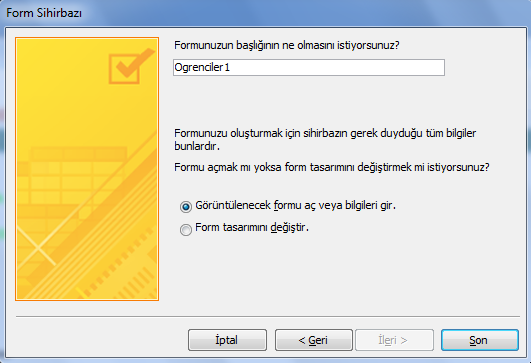 Form Sihirbazı
Formunuzun başlığının ne olmasını istiyorsunuz?
Ogrenciler1
Formunuzu oluşturmak için sihirbazın gerek duyduğu tüm bilgiler
bunlardır.
Formu açmak mı yoksa form tasarımını değiştirmek mi istiyorsunuz?
Görüntülenecek formu aç veya bilgileri gir.
Form tasarımını değiştir.
İptal
< Geri
İleri >
Son